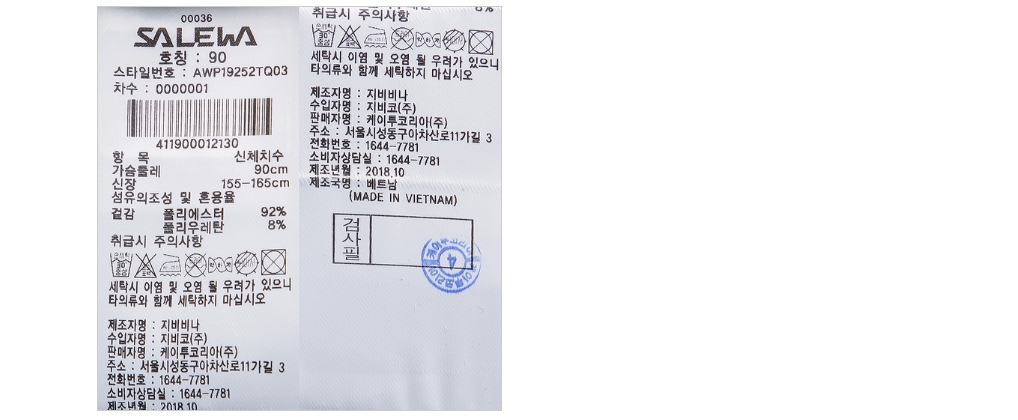 00036
SALEWA
호칭 : 90
스타일번호 : AWP19252TQ03
차수 : 0000001
411900012130
항 목 신체치수
가슴둘레 90cm
신장 155-165cm
섬유의조성 및 혼용율
겉감 폴리에스터 92%
폴리우레탄 8%
취급시 주의사항
세탁시 이염 및 오염 될 우려가 있으니
타의류와 함께 세탁하지 마십시오
제조자명 : 지비비나
수입자명 : 지비코(주)
판매자명 : 케이투코리아(주)
주소 : 서울시성동구아차산로11가길 3
전화번호 : 1644-7781
소비자상담실 : 1644-7781
제조년월 : 2018.10
8%
취급시 주의사항
세탁시 이염 및 오염 될 우려가 있으니
타의류와 함께 세탁하지 마십시오
제조자명 : 지비비나
수입자명 : 지비코(주)
판매자명 : 케이투코리아(주)
주소 : 서울시성동구아차산로11가길 3
전화번호 : 1644-7781
소비자상담실 : 1644-7781
제조년월 : 2018.10
제조국명 : 베트남
(MADE IN VIETNAM)
검사필
4